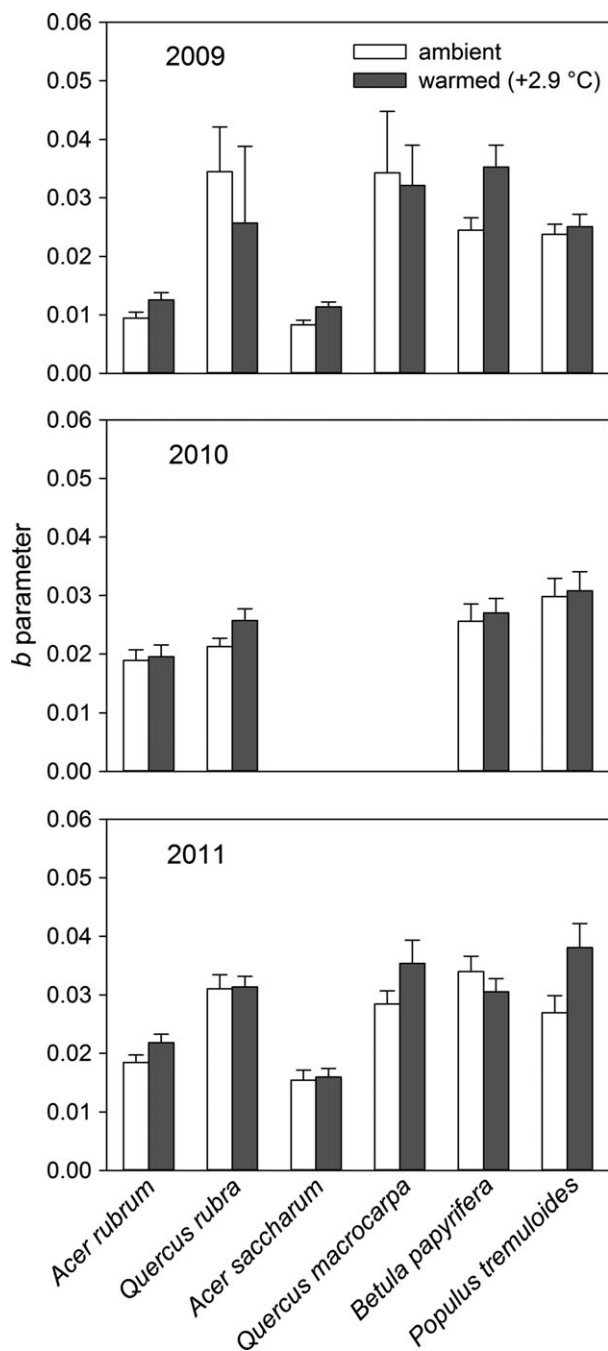 0.06
2009
ambient
warmed (+2.9 °C)
0.05
0.04
0.03
0.02
0.01
0.00
0.06
2010
0.05
0.04
0.03
0.02
0.01
0.00
b parameter
0.06
2011
0.05
0.04
0.03
0.02
0.01
0.00
Acer rubrum
Quercus rubra
Acer saccharum
Quercus macrocarpa
Betula papyrifera
Populus tremuloides